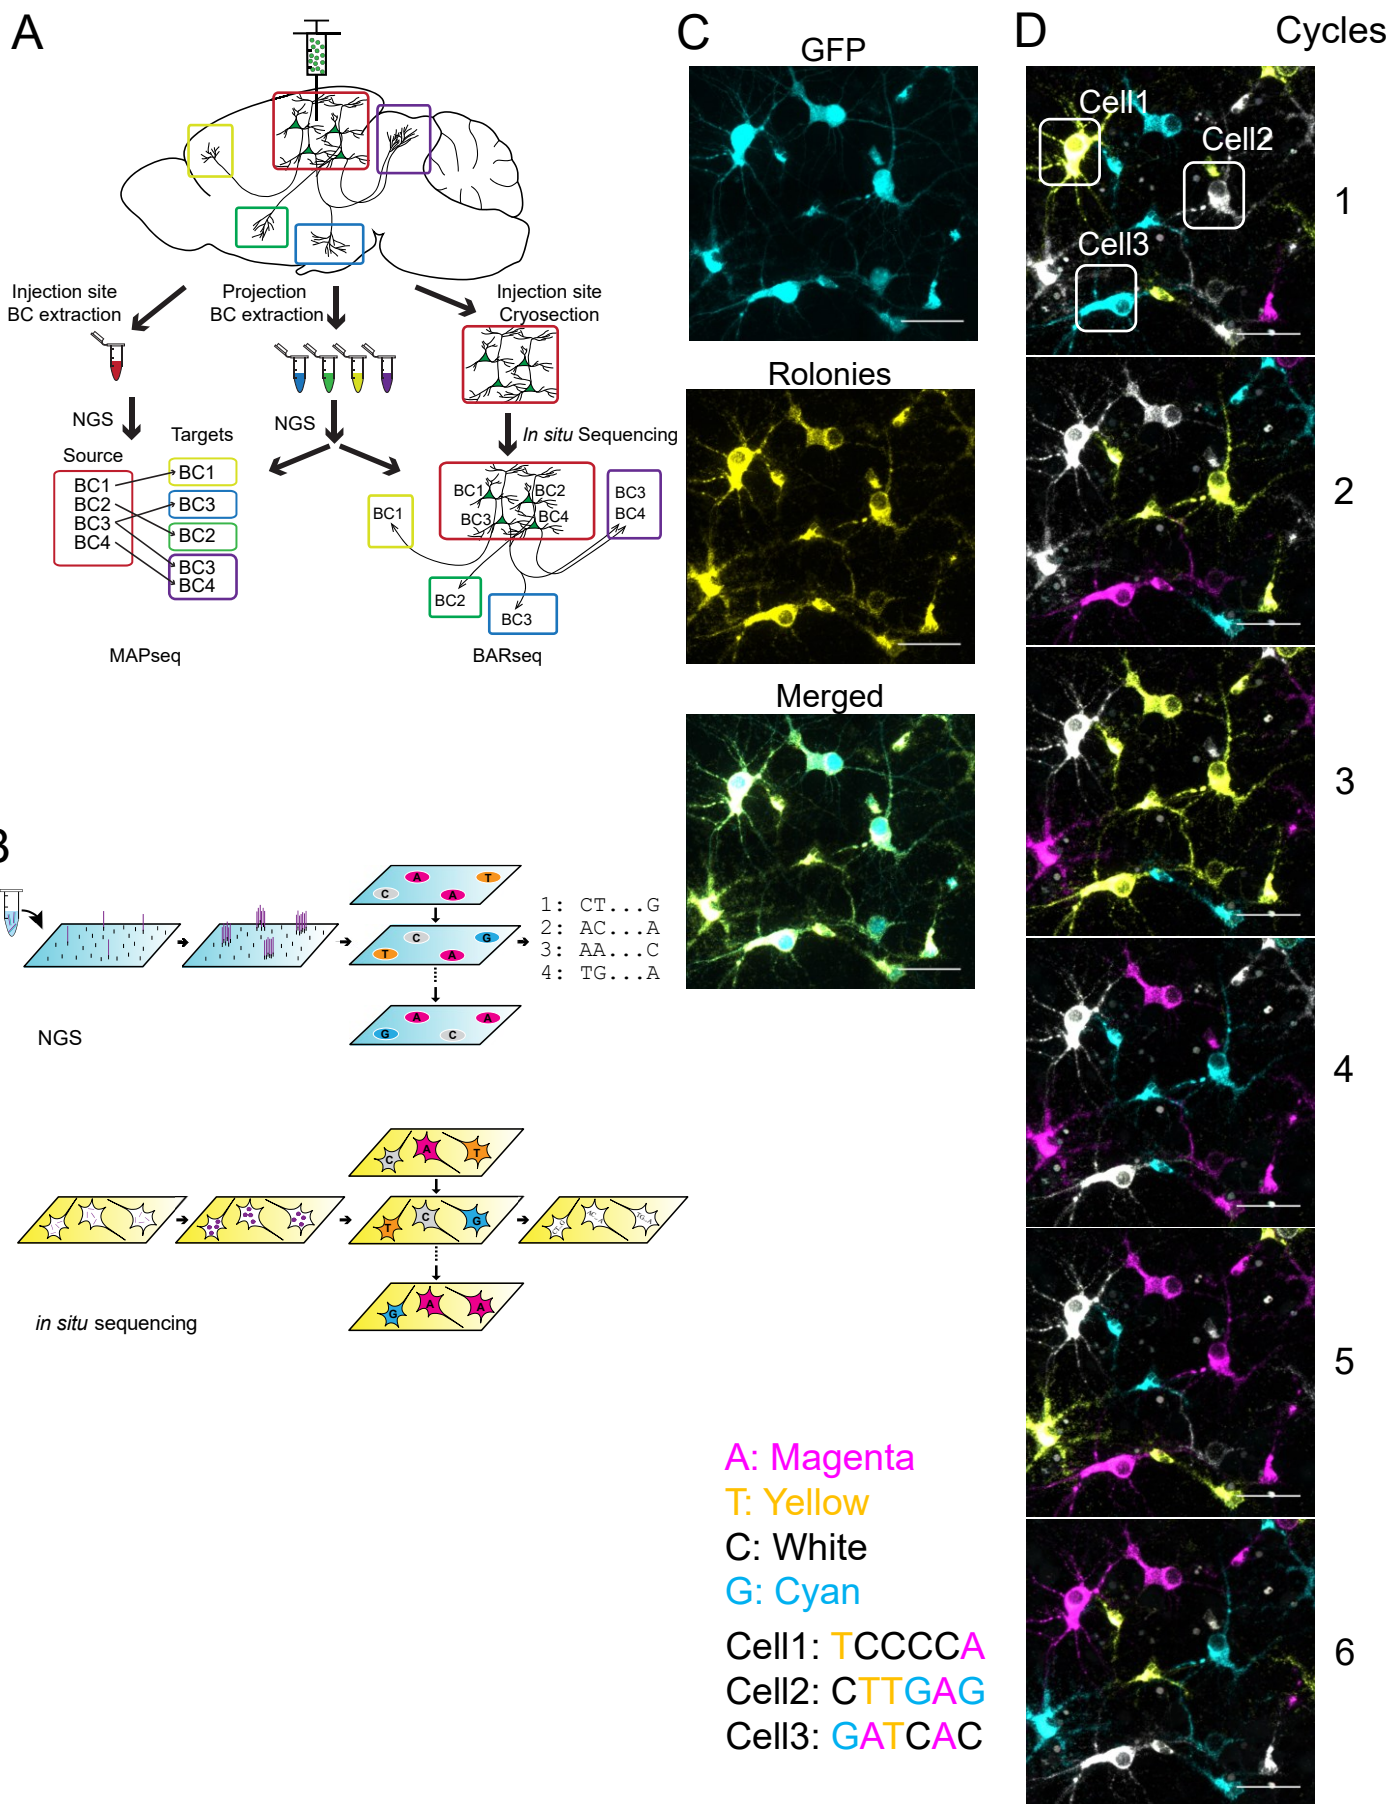 A
Injection site
BC extraction
Projection
BC extraction
Injection site
Cryosection
NGS
NGS
In situ Sequencing
Source
Targets
BC1
BC2
BC3
BC4
BC1
BC3
BC2
BC3
BC4
MAPseq
BC1
BC2
BC3
BC4
BC1
BC3
BC4
BC2
BC3
BARseq
B
C
A
T
A
T
C
G
A
G
A
A
C
1: CT...G
2: AC...A
3: AA...C
4: TG...A
NGS
C
A
T
T
C
G
G
A
A
in situ sequencing
C
GFP
Rolonies
Merged
D
Cycles
Cell1
Cell2
Cell3
1
2
3
4
5
6
A: Magenta
T: Yellow
C: White
G: Cyan
Cell1: TCCCCA
Cell2: CTTGAG
Cell3: GATCAC